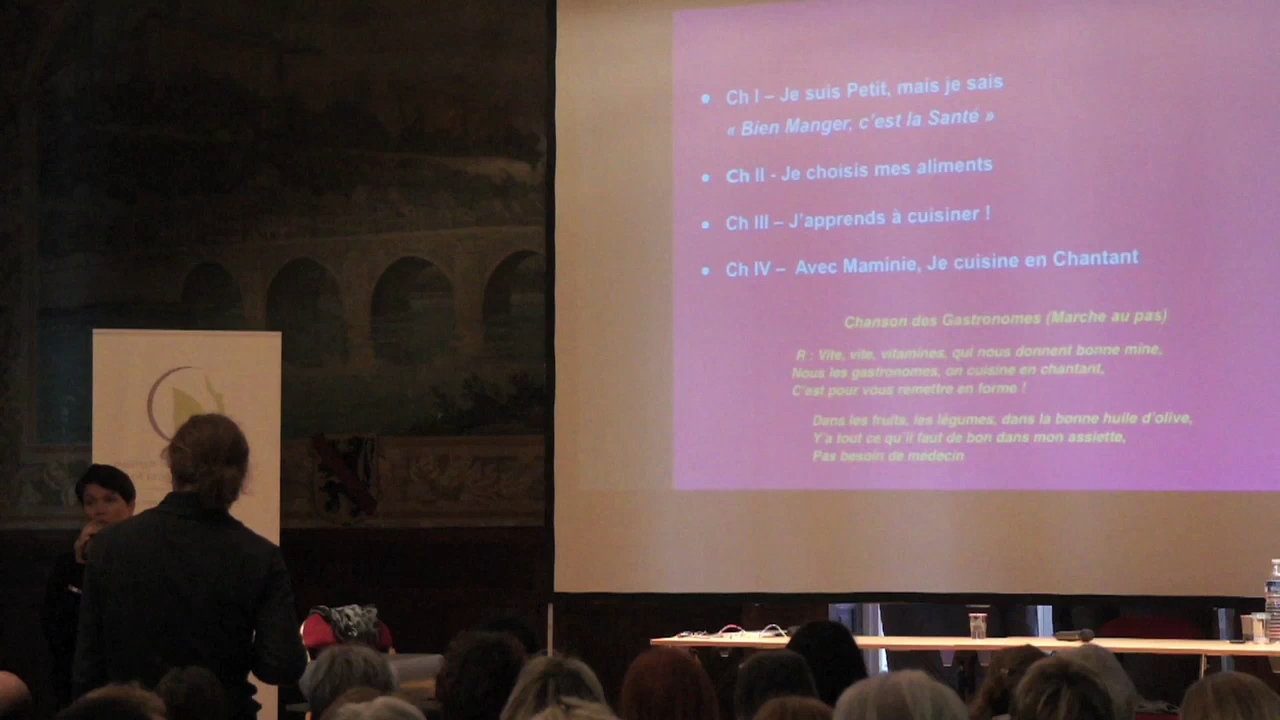 • Ch I – Je suis Petit, mais je sais
« Bien Manger, c'est la Santé »
• Ch II - Je choisis mes aliments
• Ch III – J'apprends à cuisiner !
• Ch IV – Avec Maminie, Je cuisine en Chantant
Chanson des Gastronomes (Marche au pas)
R : Vite, vite, vitamines, qui nous donnent bonne mine,
Nous les gastronomes, on cuisine en chantant,
C'est pour vous remettre en forme !
Dans les fruits, les légumes, dans la bonne huile d'olive,
Y'a tout ce qu'il faut de bon dans mon assiette,
Pas besoin de médecin